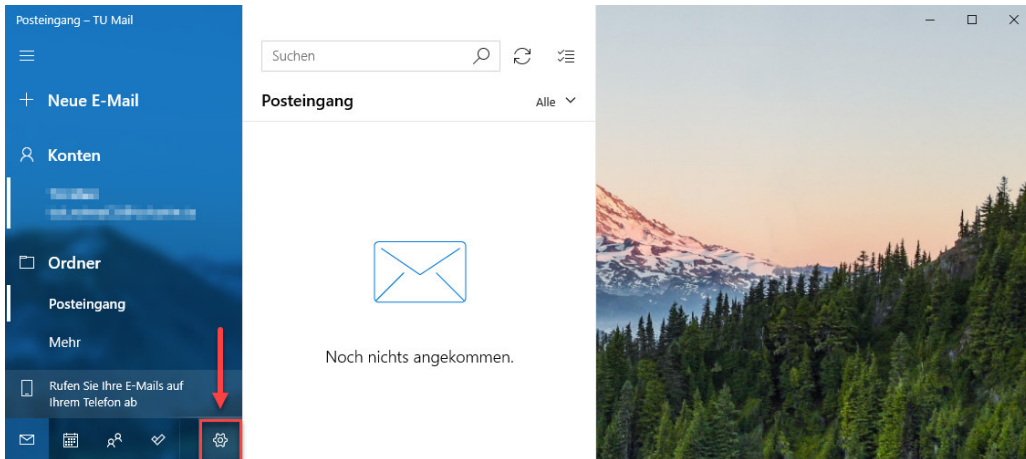 Posteingang – TU Mail
Suchen
Neue E-Mail
Posteingang
Alle
Konten
Ordner
Posteingang
Mehr
Noch nichts angekommen.
Rufen Sie Ihre E-Mails auf
Ihrem Telefon ab